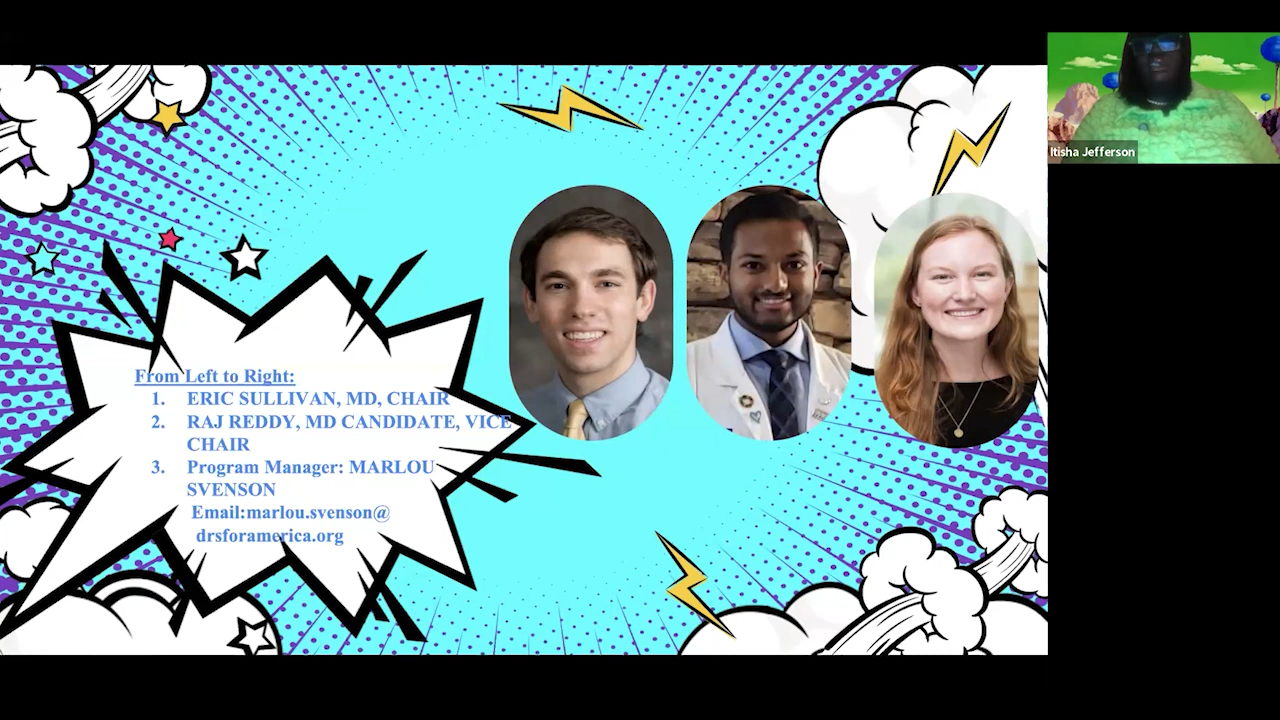 Itisha Jefferson
From Left to Right:
1. ERIC SULLIVAN, MD, CHAIR
2. RAJ REDDY, MD CANDIDATE, VICE
CHAIR
3. Program Manager: MARLOU
SVENSON
Email:marlou.svenson@
drsforamerica.org